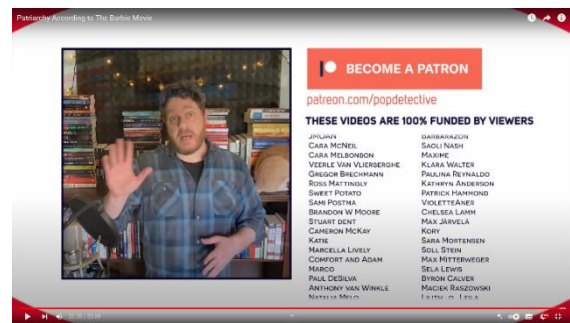 Patriarchy According to The Barbie Movie
BECOME A PATRON
patreon.com/popdetective
THESE VIDEOS ARE 100% FUNDED BY VIEWERS
CARA MCNEIL
CARA MELBONBON
VEERLE VAN VLIERBERGHE
GREGOR BRECHMANN
ROSS MATTINGLY
SWEET POTATO
SAMI POSTMA
BRANDON W MOORE
STUART DENT
CAMERON MCKAY
KATIE
MARCELLA LIVELY
COMFORT AND ADAM
MARCO
PAUL DESILVA
ANTHONY VAN WINKLE
NATALIA MELO
BARBARAZON
SAOLI NASH
MAXIME
KLARA WALTER
PAULINA REYNALDO
KATHRYN ANDERSON
PATRICK HAMMOND
VIOLETTEANER
CHELSEA LAMM
MAX JÄRVELÄ
KORY
SARA MORTENSEN
SOLL STEIN
MAX MITTERWEGER
SELA LEWIS
BYRON CALVER
MACIEK RASZOWSKI